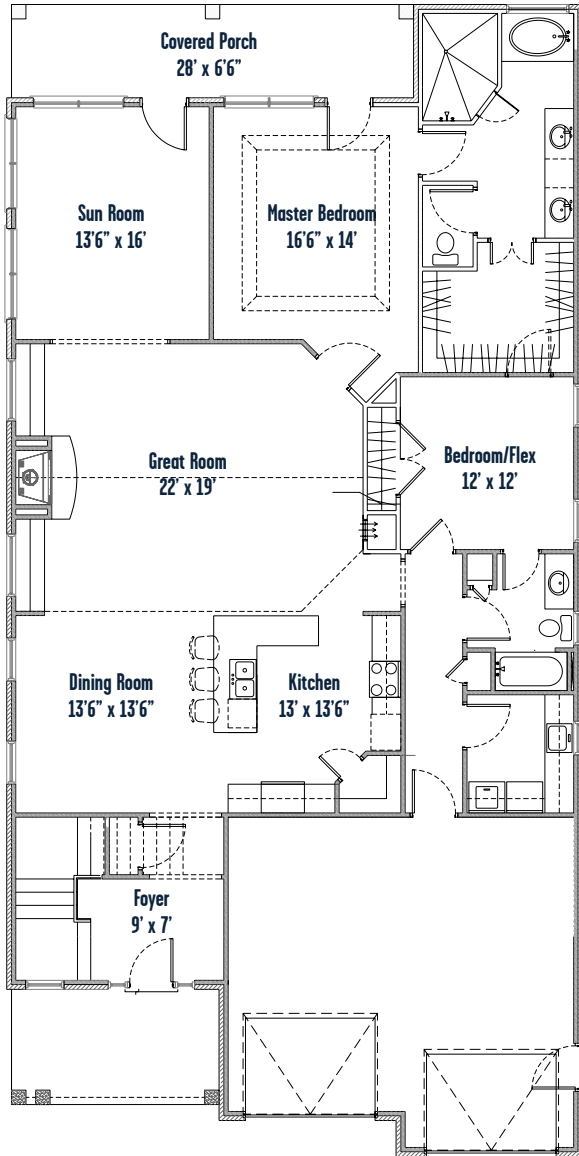 Covered Porch
28' x 6'6”
Sun Room
13'6” x 16'
Master Bedroom
16'6” x 14'
Great Room
22' x 19'
Bedroom/Flex
12' x 12'
Dining Room
13'6” x 13'6”
Kitchen
13' x 13'6”
Foyer
9' x 7'